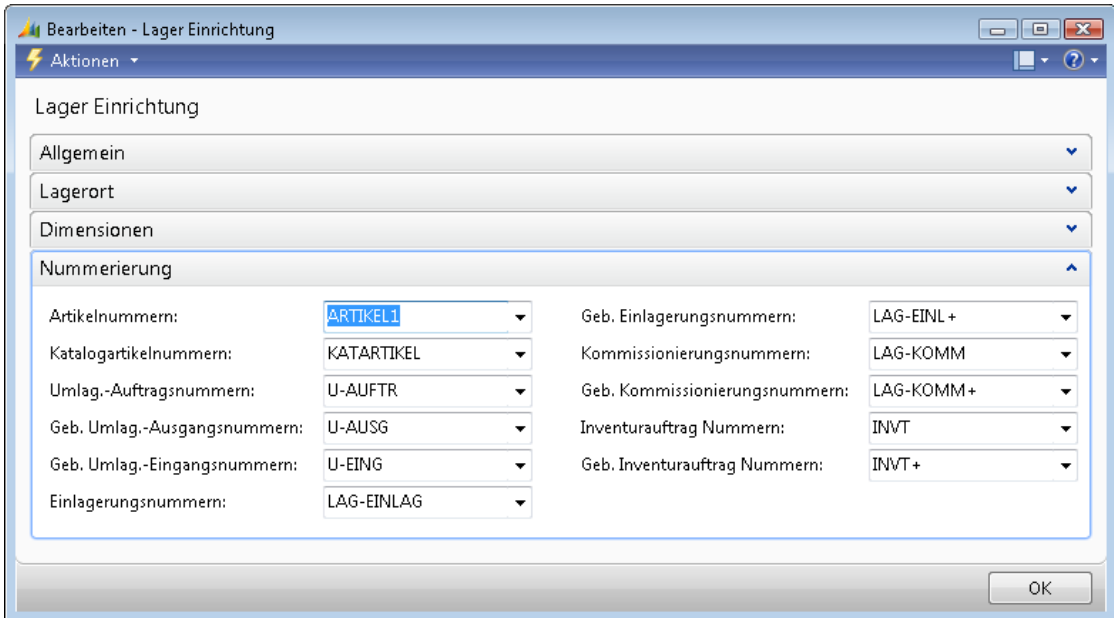 Bearbeiten - Lager Einrichtung
Aktionen
Lager Einrichtung
Allgemein
Lagerort
Dimensionen
Nummerierung
Artikelnummern: ARTIKEL1
Katalogartikelnummern: KATARTIKEL
Umlag.-Auftragsnummern: U-AUFTR
Geb. Umlag.-Ausgangsnummern: U-AUSG
Geb. Umlag.-Eingangsnummern: U-EING
Einlagerungsnummern: LAG-EINLAG
Geb. Einlagerungsnummern: LAG-EINL+
Kommissionierungsnummern: LAG-KOMM
Geb. Kommissionierungsnummern: LAG-KOMM+
Inventurauftrag Nummern: INVT
Geb. Inventurauftrag Nummern: INVT+
OK